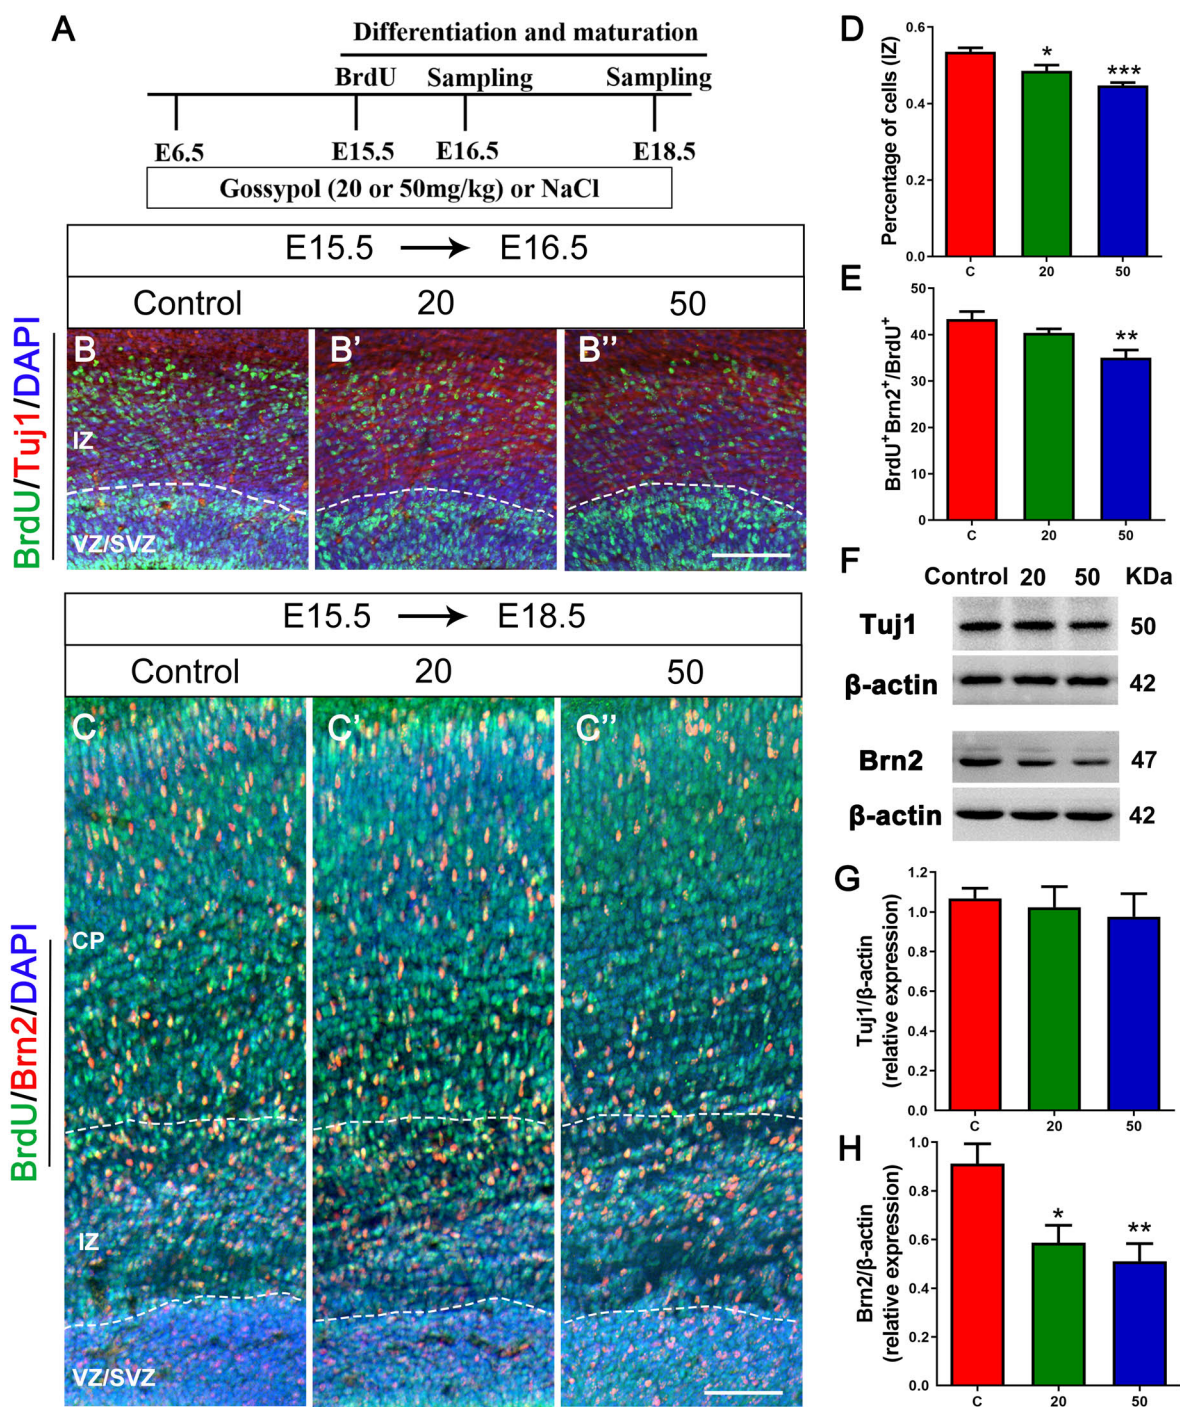 A
Differentiation and maturation
BrdU Sampling Sampling
E6.5 E15.5 E16.5 E18.5
Gossypol (20 or 50mg/kg) or NaCl
E15.5 → E16.5
Control 20 50
BrdU/Tuj1/DAPI
B B' B''
IZ
VZ/SVZ
E15.5 → E18.5
Control 20 50
BrdU/Brn2/DAPI
C C' C''
CP
IZ
VZ/SVZ
D
Percentage of cells (IZ)
0.6
0.4
0.2
0.0
* ***
C 20 50
E
BrdU⁺Brn2⁺/BrdU⁺
50
40
30
20
10
0
**
C 20 50
F
Control 20 50 KDa
Tuj1 50
β-actin 42
Brn2 47
β-actin 42
G
Tuj1/β-actin
(relative expression)
1.2
1.0
0.8
0.6
0.4
0.2
0.0
C 20 50
H
Brn2/β-actin
(relative expression)
1.0
0.8
0.6
0.4
0.2
0.0
* **
C 20 50